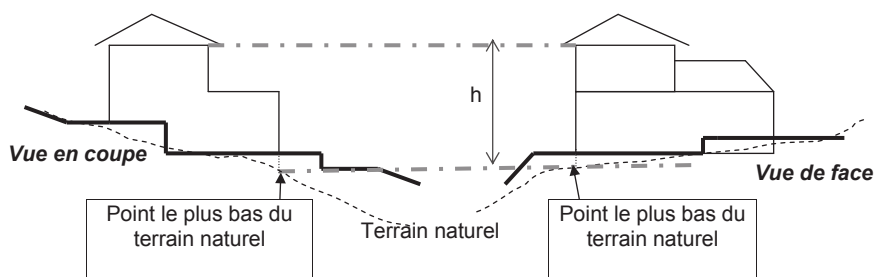 h
Vue en coupe
Vue de face
Point le plus bas du
terrain naturel
Terrain naturel
Point le plus bas du
terrain naturel